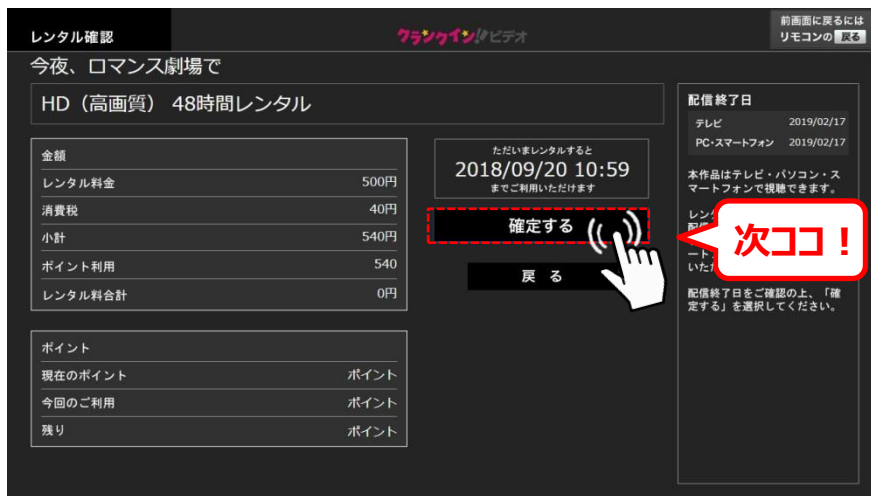 レンタル確認
クランクイン!!ビデオ
前画面に戻るには
リモコンの 戻る
今夜、ロマンス劇場で
HD（高画質） 48時間レンタル
金額
レンタル料金 500円
消費税 40円
小計 540円
ポイント利用 540
レンタル料合計 0円
ポイント
現在のポイント ポイント
今回のご利用 ポイント
残り ポイント
ただいまレンタルすると
2018/09/20 10:59
までご利用いただけます
確定する
戻 る
配信終了日
テレビ 2019/02/17
PC･スマートフォン 2019/02/17
本作品はテレビ・パソコン・ス
マートフォンで視聴できます。
次ココ！
配信終了日をご確認の上、「確
定する」を選択してください。